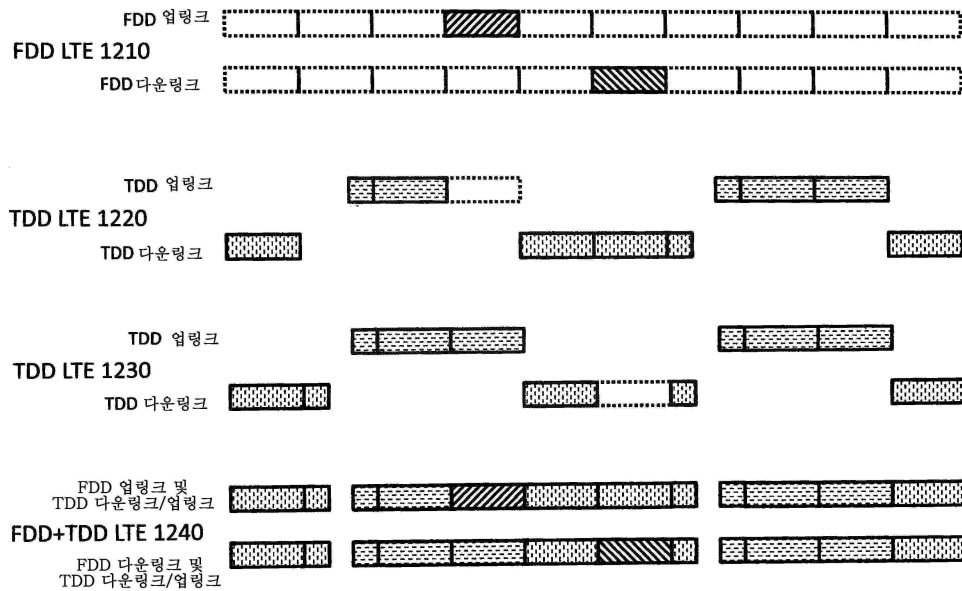 FDD 업링크
FDD LTE 1210
FDD 다운링크
TDD 업링크
TDD LTE 1220
TDD 다운링크
TDD 업링크
TDD LTE 1230
TDD 다운링크
FDD 업링크 및
TDD 다운링크/업링크
FDD+TDD LTE 1240
FDD 다운링크 및
TDD 다운링크/업링크